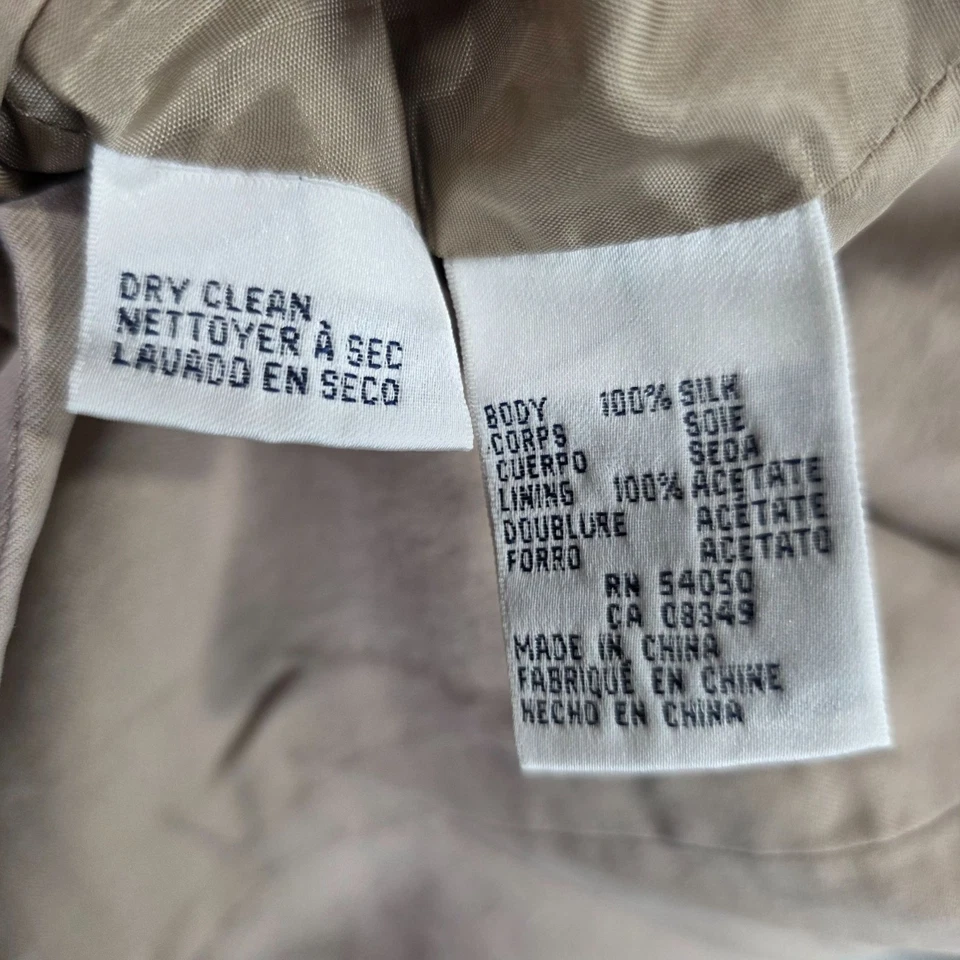 DRY CLEAN
NETTOYER À SEC
LAVADO EN SECO
BODY 100% SILK
CORPS SOIE
CUERPO SEDA
LINING 100% ACETATE
DOUBLURE ACÉTATE
FORRO ACETATO
RN 54050
CA 08349
MADE IN CHINA
FABRIQUÉ EN CHINE
HECHO EN CHINA